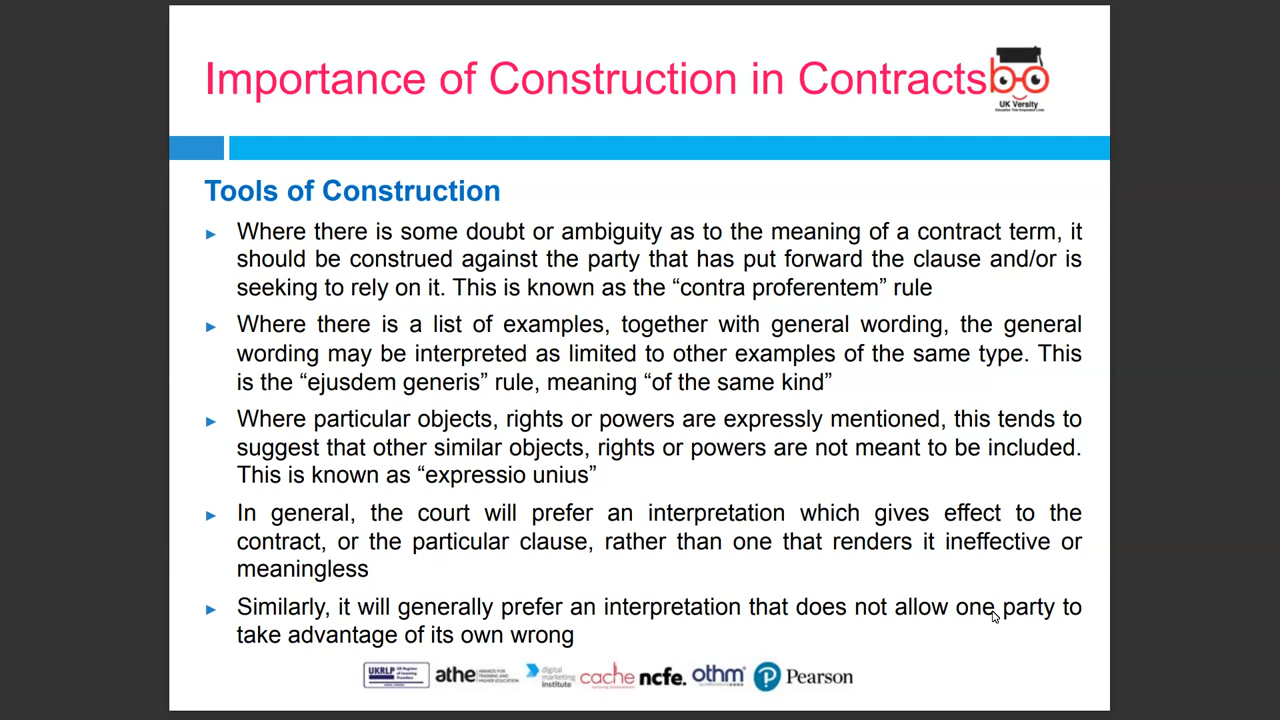 Importance of Construction in Contracts
UK Versity
Tools of Construction
Where there is some doubt or ambiguity as to the meaning of a contract term, it
should be construed against the party that has put forward the clause and/or is
seeking to rely on it. This is known as the “contra proferentem” rule
Where there is a list of examples, together with general wording, the general
wording may be interpreted as limited to other examples of the same type. This
is the “ejusdem generis” rule, meaning “of the same kind”
Where particular objects, rights or powers are expressly mentioned, this tends to
suggest that other similar objects, rights or powers are not meant to be included.
This is known as “expressio unius”
In general, the court will prefer an interpretation which gives effect to the
contract, or the particular clause, rather than one that renders it ineffective or
meaningless
Similarly, it will generally prefer an interpretation that does not allow one party to
take advantage of its own wrong
UKRLP
athe
digital
marketing
institute
cache
ncfe.
othm
Pearson